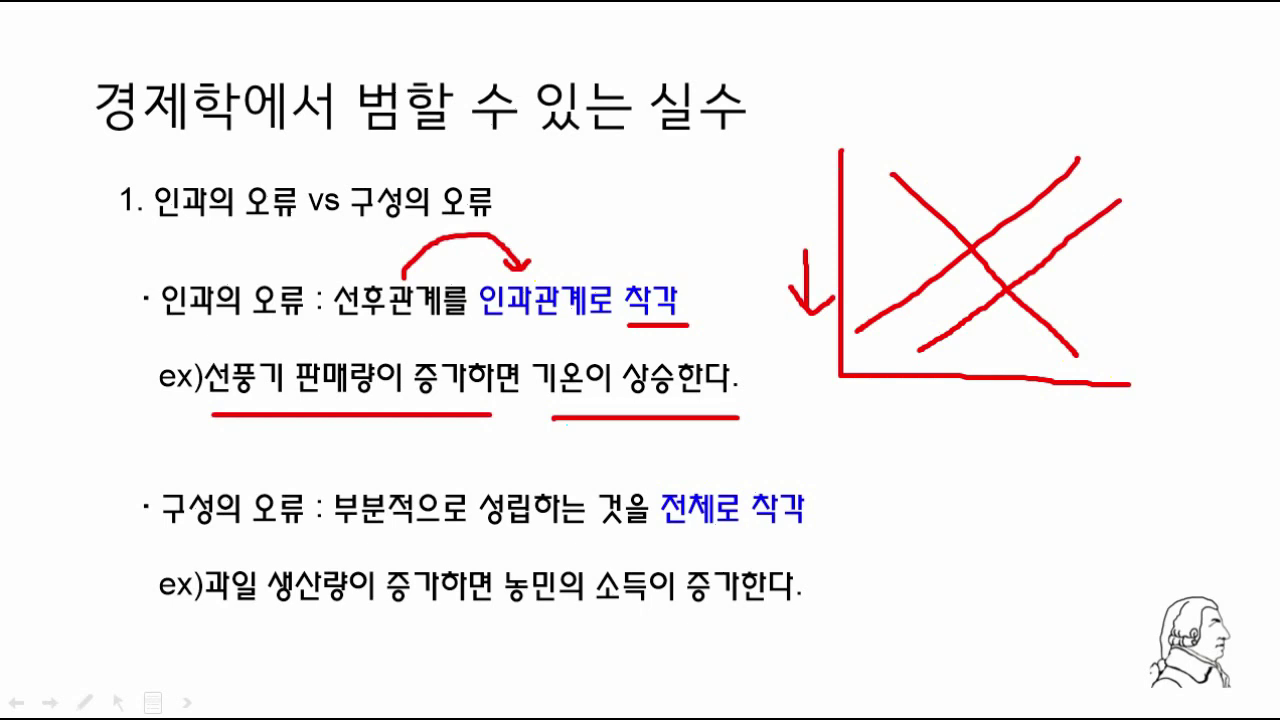 경제학에서 범할 수 있는 실수
1. 인과의 오류 vs 구성의 오류
· 인과의 오류 : 선후관계를 인과관계로 착각
ex)선풍기 판매량이 증가하면 기온이 상승한다.
· 구성의 오류 : 부분적으로 성립하는 것을 전체로 착각
ex)과일 생산량이 증가하면 농민의 소득이 증가한다.